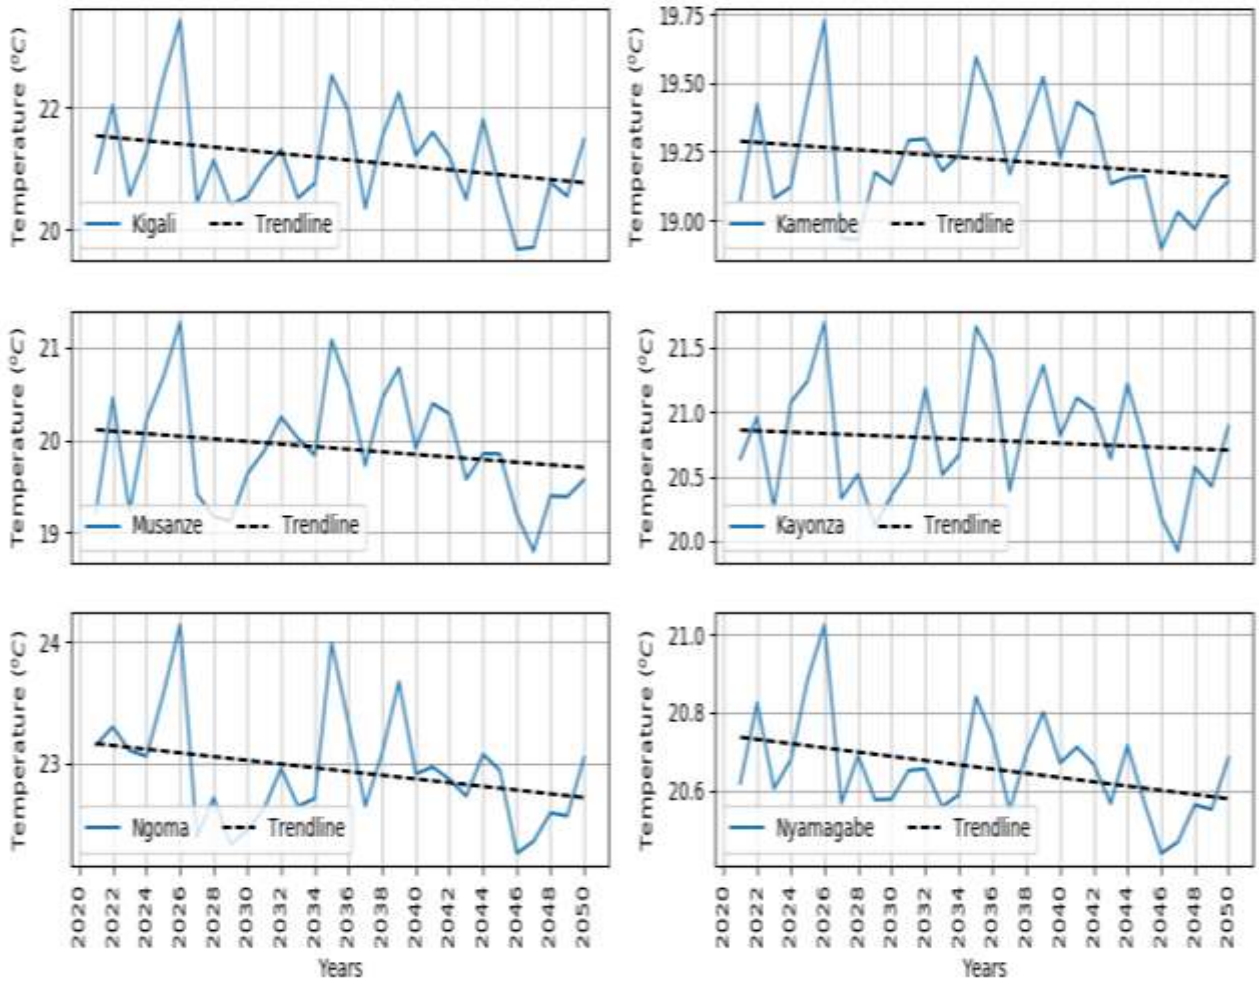 Temperature (°C)
22
20
Kigali Trendline
Temperature (°C)
19.75
19.50
19.25
19.00
Kamembe Trendline
Temperature (°C)
21
20
19
Musanze Trendline
Temperature (°C)
21.5
21.0
20.5
20.0
Kayonza Trendline
Temperature (°C)
24
23
Ngoma Trendline
2020 2022 2024 2026 2028 2030 2032 2034 2036 2038 2040 2042 2044 2046 2048 2050
Years
Temperature (°C)
21.0
20.8
20.6
Nyamagabe Trendline
2020 2022 2024 2026 2028 2030 2032 2034 2036 2038 2040 2042 2044 2046 2048 2050
Years